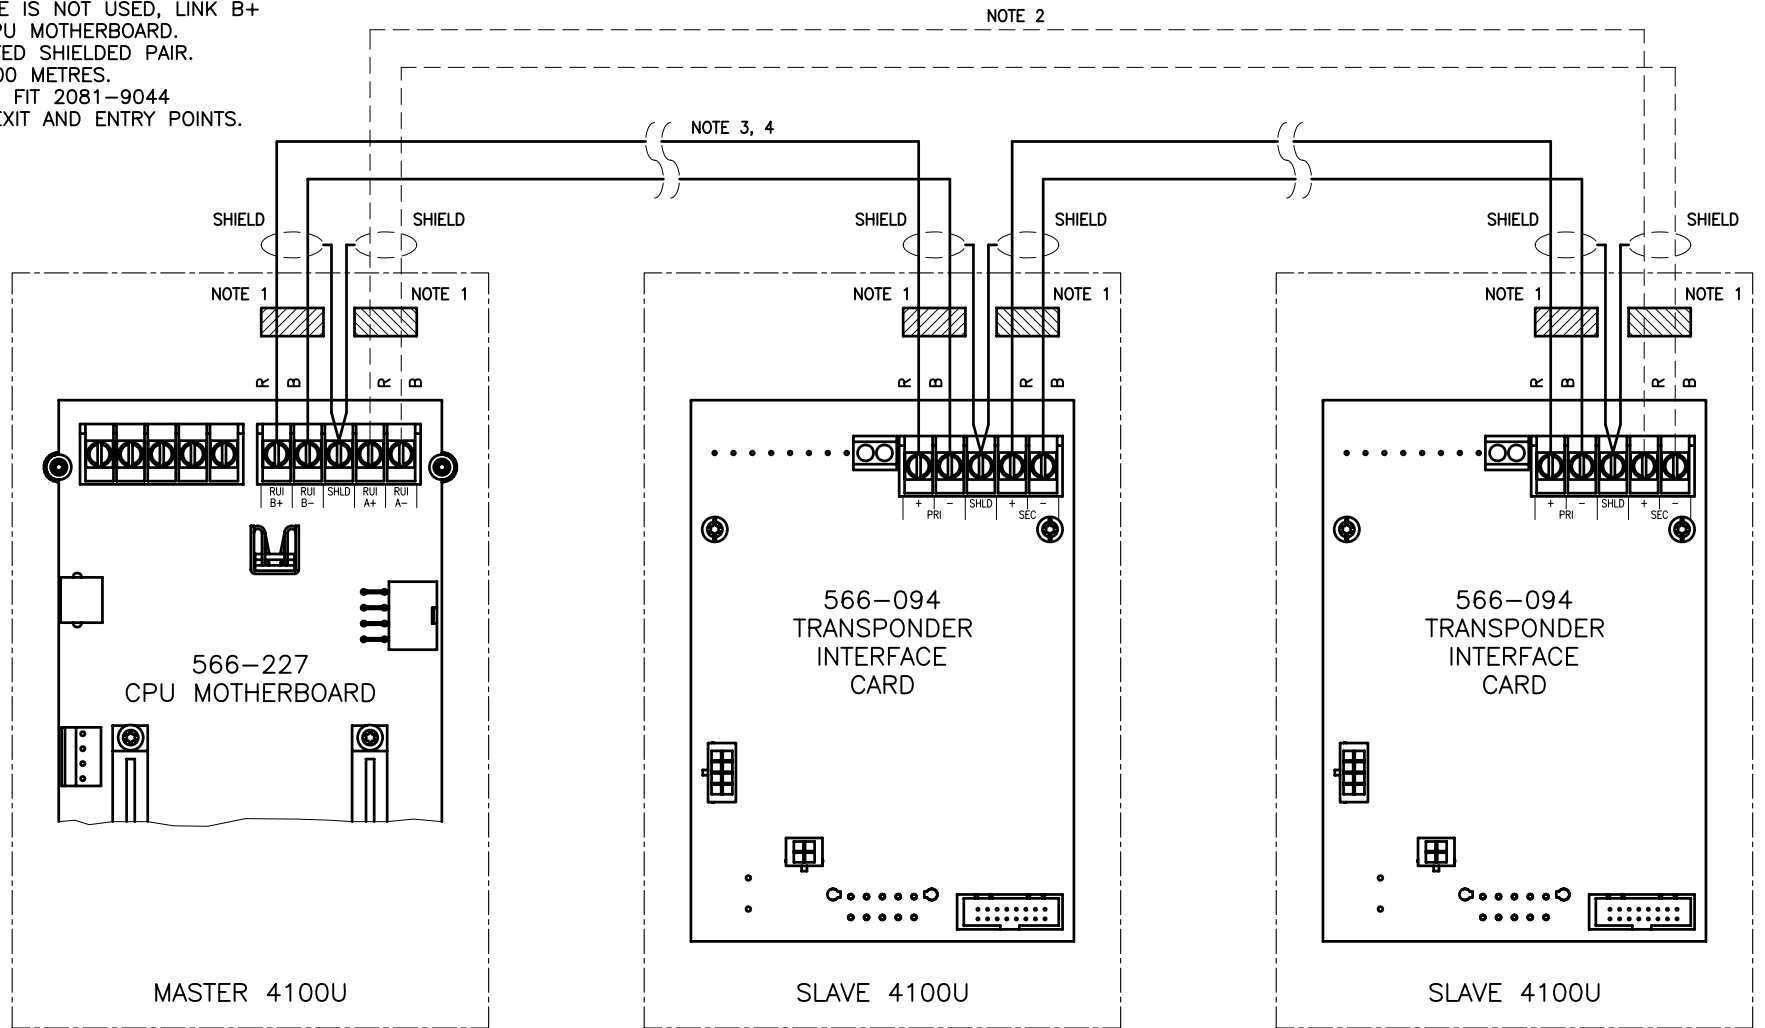 E IS NOT USED, LINK B+
PU MOTHERBOARD.
TED SHIELDED PAIR.
00 METRES.
FIT 2081-9044
EXIT AND ENTRY POINTS.
NOTE 2
NOTE 3, 4
SHIELD SHIELD SHIELD SHIELD SHIELD SHIELD
NOTE 1 NOTE 1 NOTE 1 NOTE 1 NOTE 1 NOTE 1
R B R B R B R B R B R B
RUI B+ RUI B- SHLD RUI A+ RUI A-
+ - SHLD + -
PRI SEC
+ - SHLD + -
PRI SEC
566-227
CPU MOTHERBOARD
566-094
TRANSPONDER
INTERFACE
CARD
566-094
TRANSPONDER
INTERFACE
CARD
MASTER 4100U
SLAVE 4100U
SLAVE 4100U